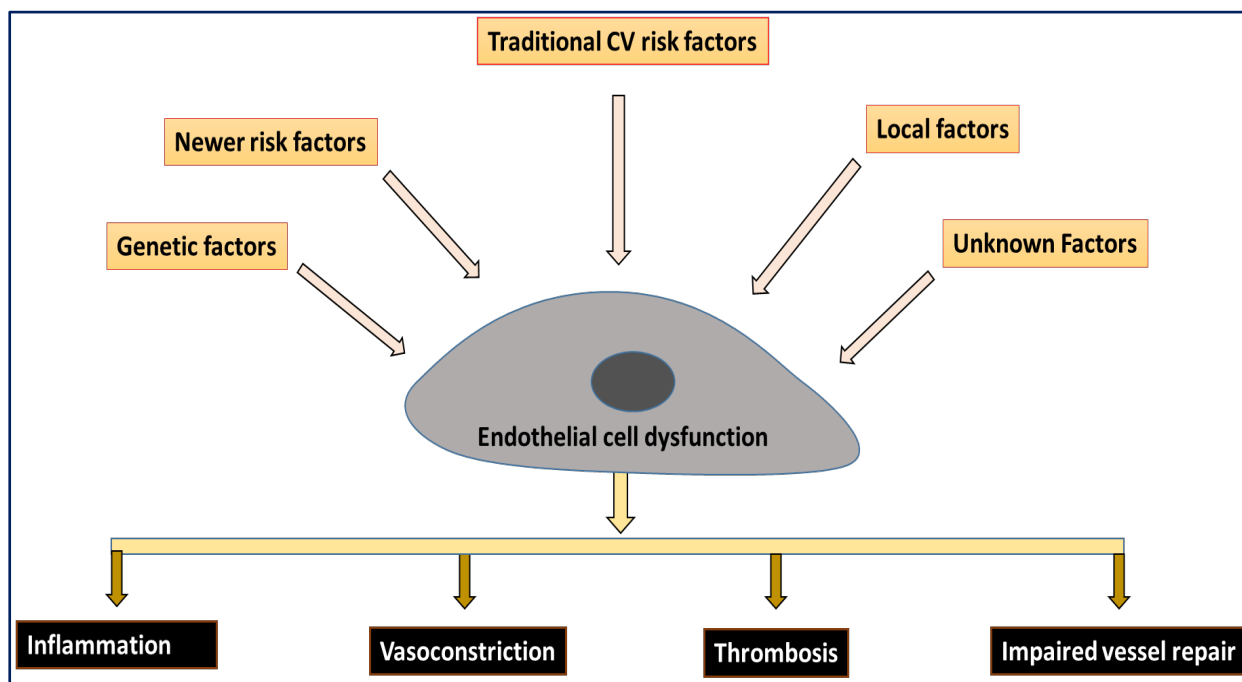 Traditional CV risk factors
Newer risk factors
Local factors
Genetic factors
Unknown Factors
Endothelial cell dysfunction
Inflammation
Vasoconstriction
Thrombosis
Impaired vessel repair